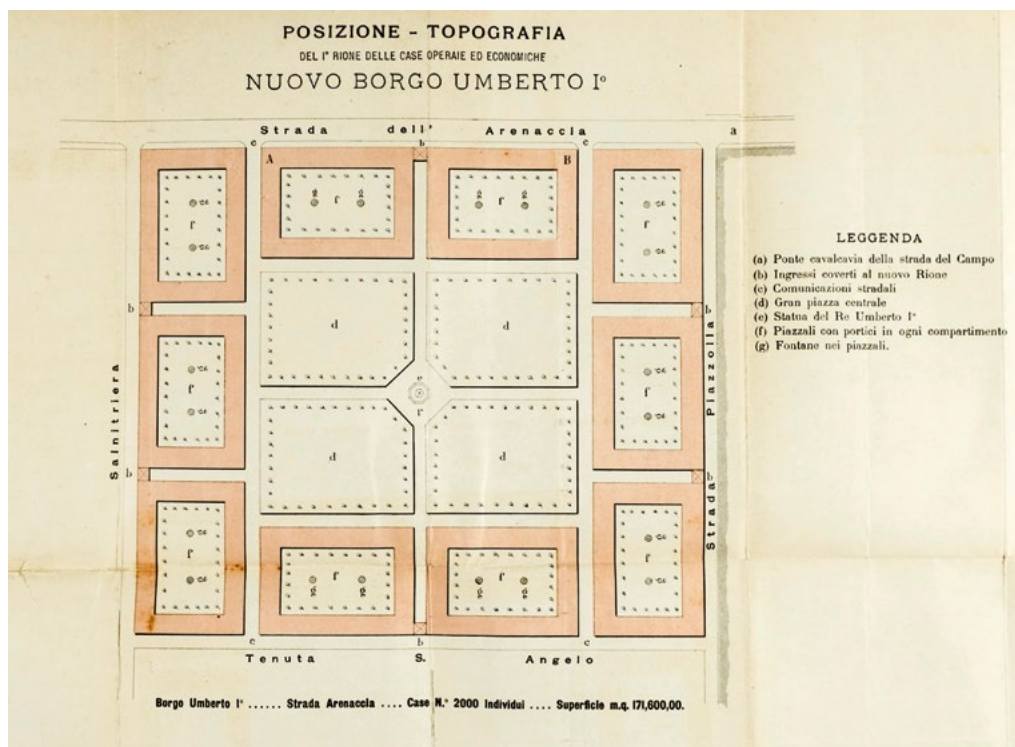 POSIZIONE - TOPOGRAFIA
DEL I° RIONE DELLE CASE OPERAIE ED ECONOMICHE
NUOVO BORGO UMBERTO I°
Strada dell' Arenaccia
a
c b c
A B
g g f g g
g f g
g f g
b b
d d
g f g
e
g f g
f
Salnitriera
Strada Piazzolla
d d
b b
g f g
g f g
g f g
g f g
c b c
Tenuta S. Angelo
LEGGENDA
(a) Ponte cavalcavia della strada del Campo
(b) Ingressi coverti al nuovo Rione
(c) Comunicazioni stradali
(d) Gran piazza centrale
(e) Statua del Re Umberto I°
(f) Piazzali con portici in ogni compartimento
(g) Fontane nei piazzali.
Borgo Umberto I° ...... Strada Arenaccia .... Case N.° 2000 Individui .... Superficie m.q. 171,600,00.